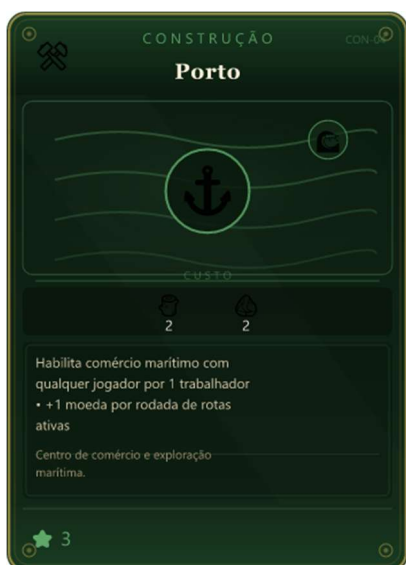 CONSTRUÇÃO
CON-04
Porto
CUSTO
2 2
Habilita comércio marítimo com
qualquer jogador por 1 trabalhador
• +1 moeda por rodada de rotas
ativas
Centro de comércio e exploração
marítima.
3